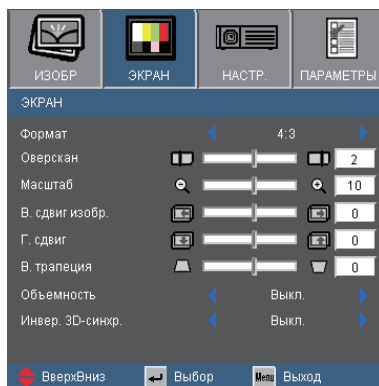 ИЗОБР ЭКРАН НАСТР. ПАРАМЕТРЫ
ЭКРАН
Формат 4:3
Оверскан 2
Масштаб 10
В. сдвиг изобр. 0
Г. сдвиг 0
В. трапеция 0
Объемность Выкл.
Инвер. 3D-синхр. Выкл.
ВверхВниз Выбор Menu Выход